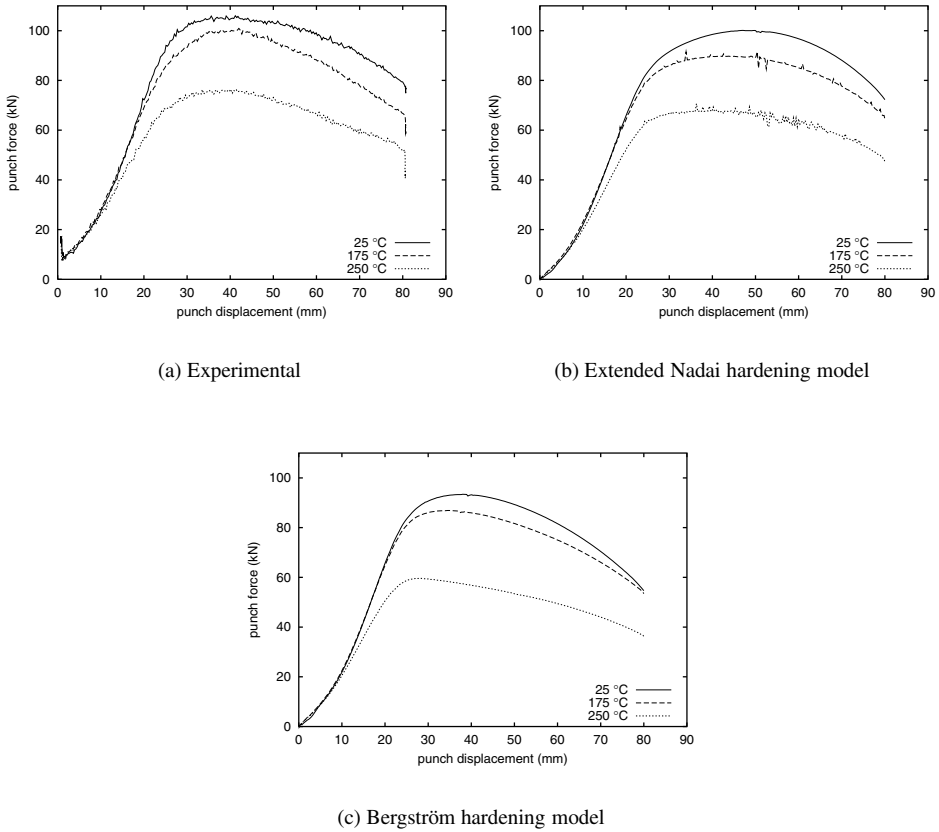 100
80
60
40
20
0
punch force (kN)
0 10 20 30 40 50 60 70 80 90
punch displacement (mm)
25 °C
175 °C
250 °C
(a) Experimental
100
80
60
40
20
0
punch force (kN)
0 10 20 30 40 50 60 70 80 90
punch displacement (mm)
25 °C
175 °C
250 °C
(b) Extended Nadai hardening model
100
80
60
40
20
0
punch force (kN)
0 10 20 30 40 50 60 70 80 90
punch displacement (mm)
25 °C
175 °C
250 °C
(c) Bergström hardening model